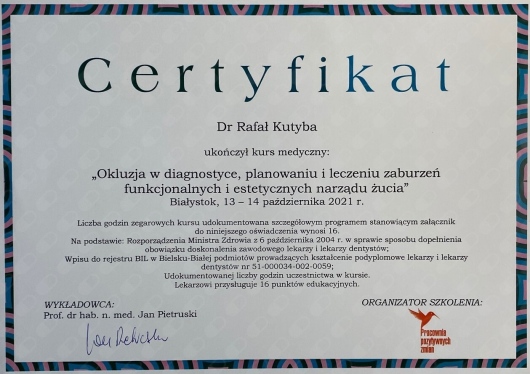 Certyfikat
Dr Rafał Kutyba
ukończył kurs medyczny:
„Okluzja w diagnostyce, planowaniu i leczeniu zaburzeń
funkcjonalnych i estetycznych narządu żucia”
Białystok, 13 – 14 października 2021 r.
Liczba godzin zegarowych kursu udokumentowana szczegółowym programem stanowiącym załącznik
do niniejszego oświadczenia wynosi 16.
Na podstawie: Rozporządzenia Ministra Zdrowia z 6 października 2004 r. w sprawie sposobu dopełnienia
obowiązku doskonalenia zawodowego lekarzy i lekarzy dentystów;
Wpisu do rejestru BIL w Bielsku-Białej podmiotów prowadzących kształcenie podyplomowe lekarzy i lekarzy
dentystów nr 51-000034-002-0059;
Udokumentowanej liczby godzin uczestnictwa w kursie.
Lekarzowi przysługuje 16 punktów edukacyjnych.
WYKŁADOWCA:
Prof. dr hab. n. med. Jan Pietruski
ORGANIZATOR SZKOLENIA:
Pracownia
pozytywnych
zmian